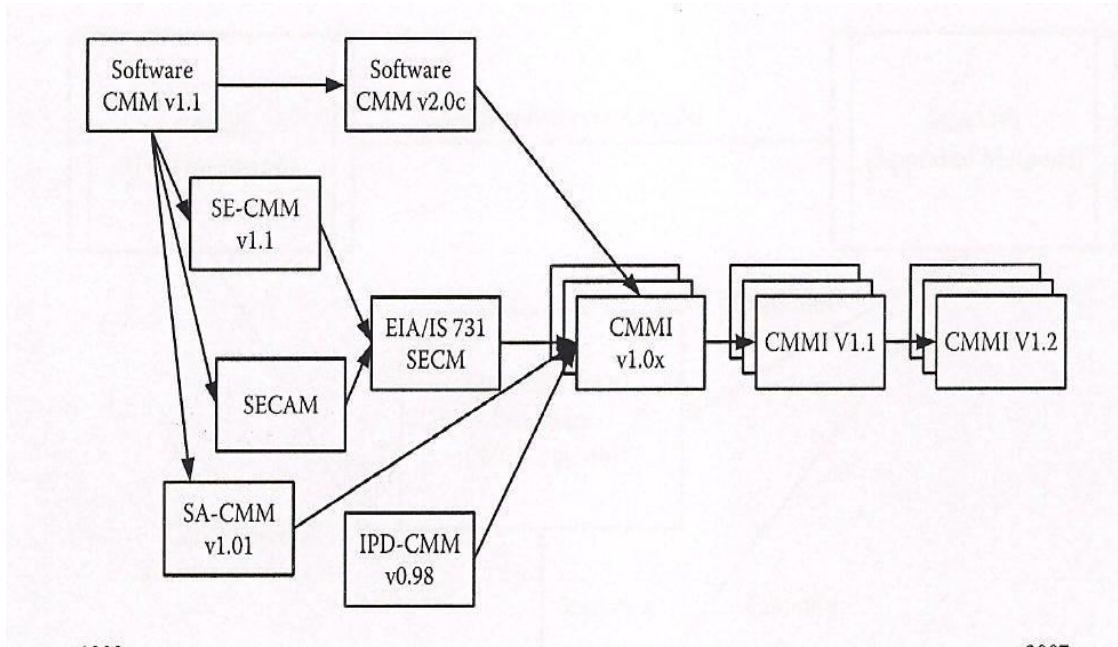 Software
CMM v1.1
Software
CMM v2.0c
SE-CMM
v1.1
EIA/IS 731
SECM
CMMI
v1.0x
CMMI V1.1
CMMI V1.2
SECAM
SA-CMM
v1.01
IPD-CMM
v0.98